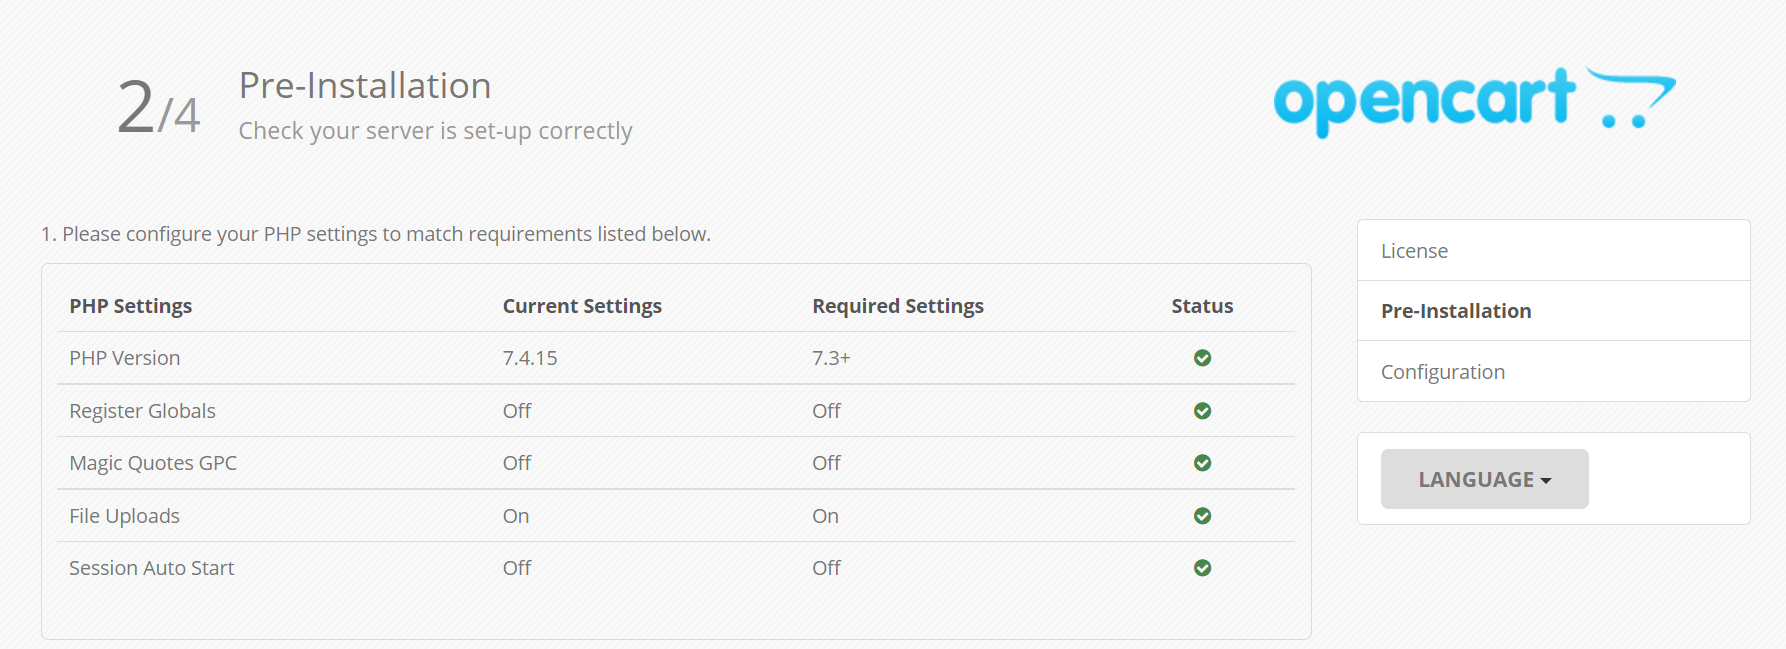 2/4
Pre-Installation
Check your server is set-up correctly
opencart
1. Please configure your PHP settings to match requirements listed below.
PHP Settings Current Settings Required Settings Status
PHP Version 7.4.15 7.3+
Register Globals Off Off
Magic Quotes GPC Off Off
File Uploads On On
Session Auto Start Off Off
License
Pre-Installation
Configuration
LANGUAGE